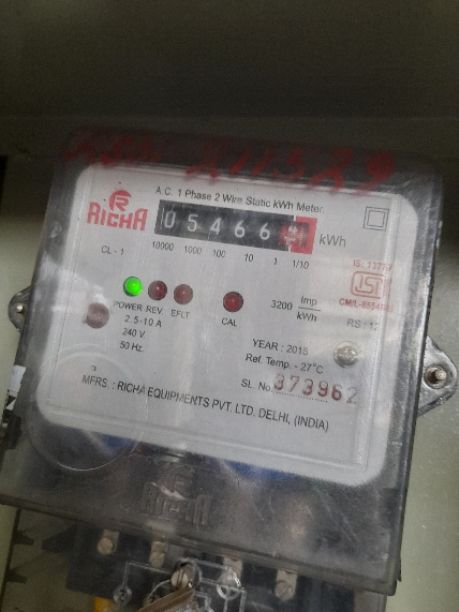 A.C. 1 Phase 2 Wire Static kWh Meter
R
RICHA
05466
kWh
CL - 1
10000 1000 100 10 1 1/10
POWER REV. EFLT
CAL
3200 Imp/kWh
2.5-10 A
240 V.
50 Hz.
YEAR : 2015
Ref. Temp. - 27°C
SL. No. 373962
MFRS. : RICHA EQUIPMENTS PVT. LTD. DELHI, (INDIA)
RICHA